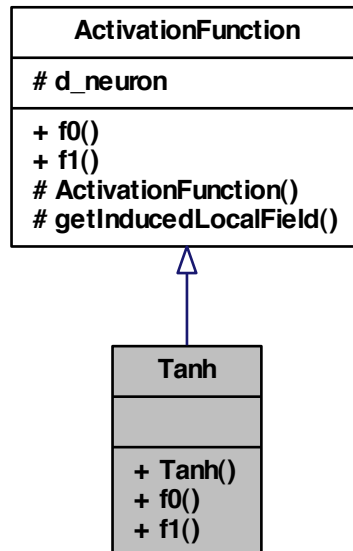 ActivationFunction
# d_neuron
+ f0()
+ f1()
# ActivationFunction()
# getInducedLocalField()
Tanh
+ Tanh()
+ f0()
+ f1()